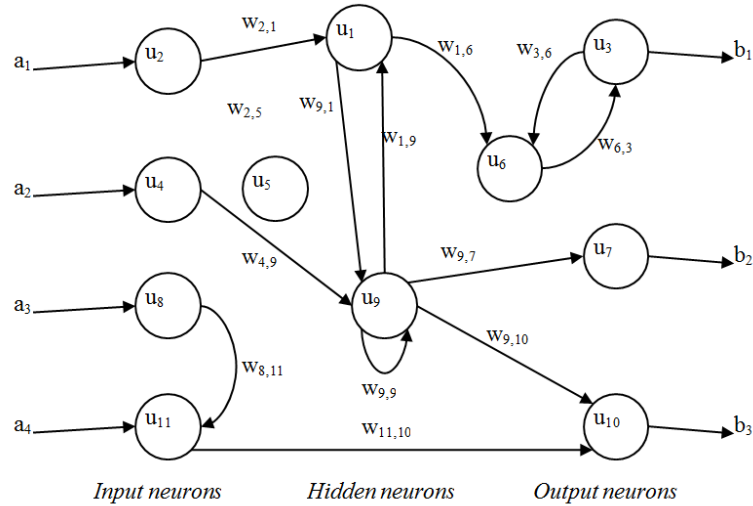 w2,1
u1
w1,6
w3,6
u3
b1
a1
u2
w2,5
w9,1
w1,9
w6,3
u6
a2
u4
u5
w4,9
w9,7
u7
b2
a3
u8
u9
w9,10
w8,11
w9,9
a4
u11
w11,10
u10
b3
Input neurons
Hidden neurons
Output neurons